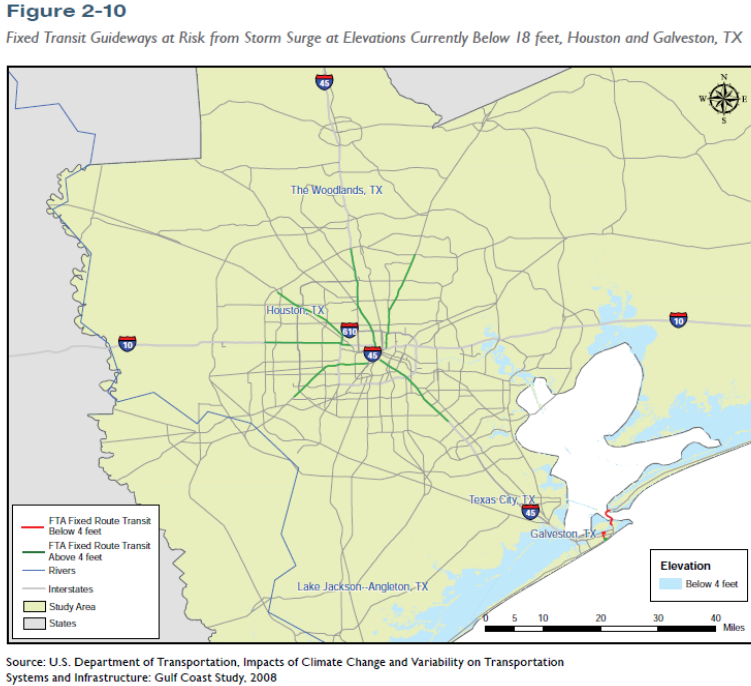 Figure 2-10
Fixed Transit Guideways at Risk from Storm Surge at Elevations Currently Below 18 feet, Houston and Galveston, TX
45
N
W E
S
The Woodlands, TX
Houston, TX
610
10
10
45
Texas City, TX
45
Galveston, TX
Lake Jackson--Angleton, TX
FTA Fixed Route Transit
Below 4 feet
FTA Fixed Route Transit
Above 4 feet
Rivers
Interstates
Study Area
States
Elevation
Below 4 feet
0 5 10 20 30 40
Miles
Source: U.S. Department of Transportation, Impacts of Climate Change and Variability on Transportation
Systems and Infrastructure: Gulf Coast Study, 2008